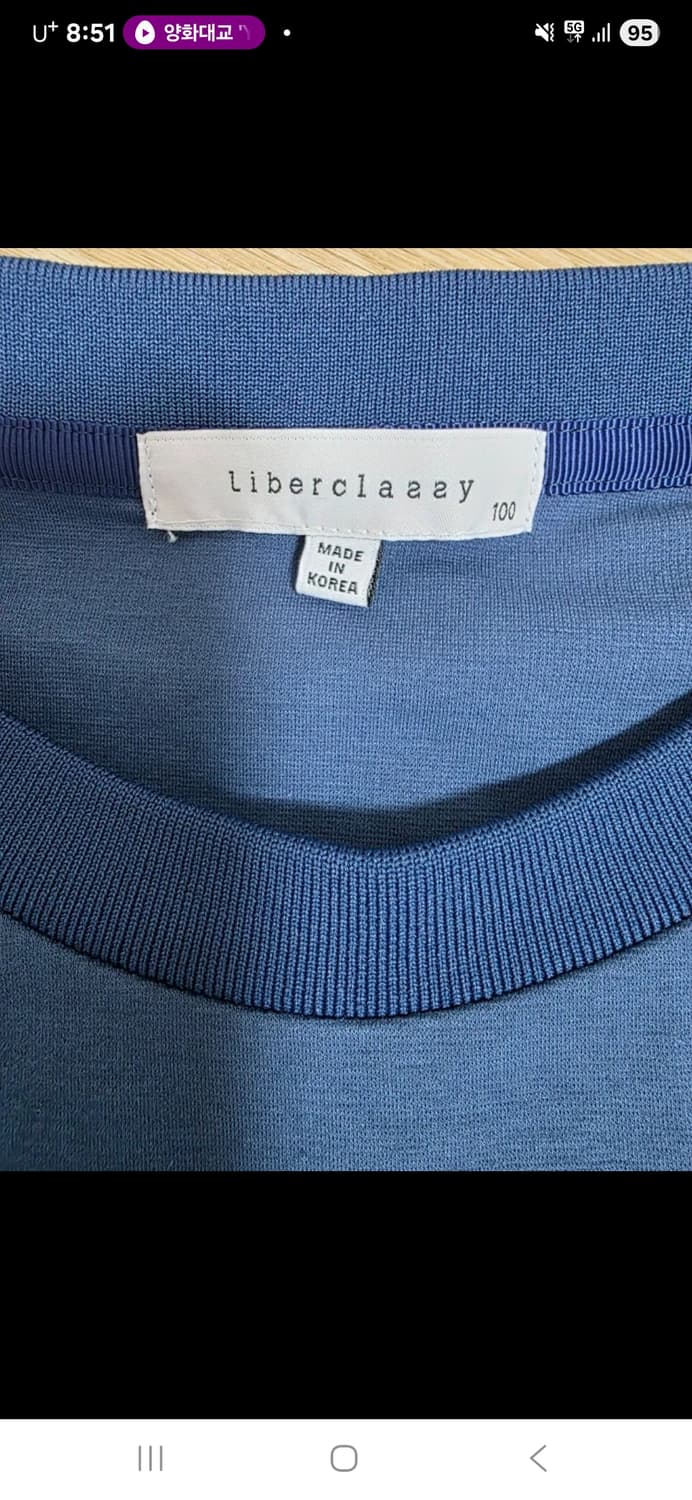 U+ 8:51 양화대교
5G 95
liberclassy
100
MADE
IN
KOREA